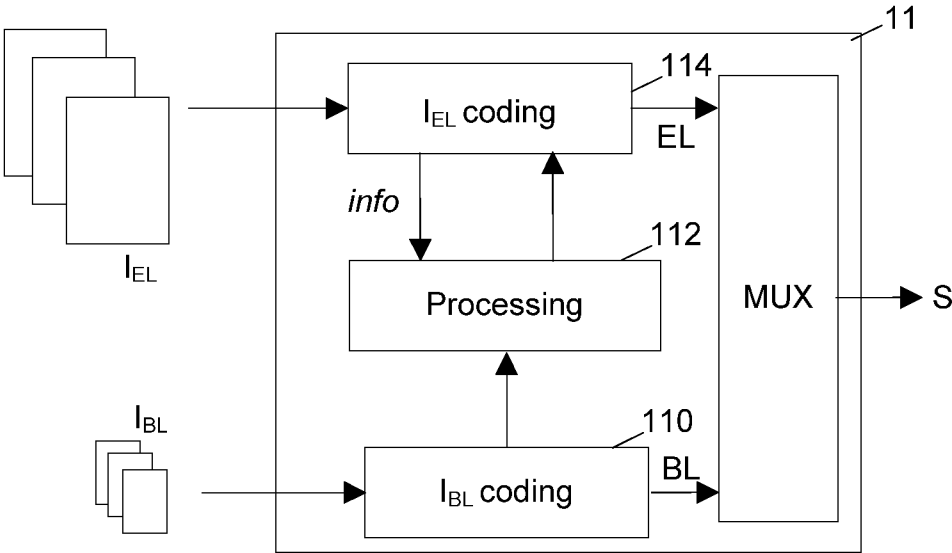 11
114
I_EL coding
EL
info
I_EL
112
Processing
MUX
S
I_BL
110
BL
I_BL coding